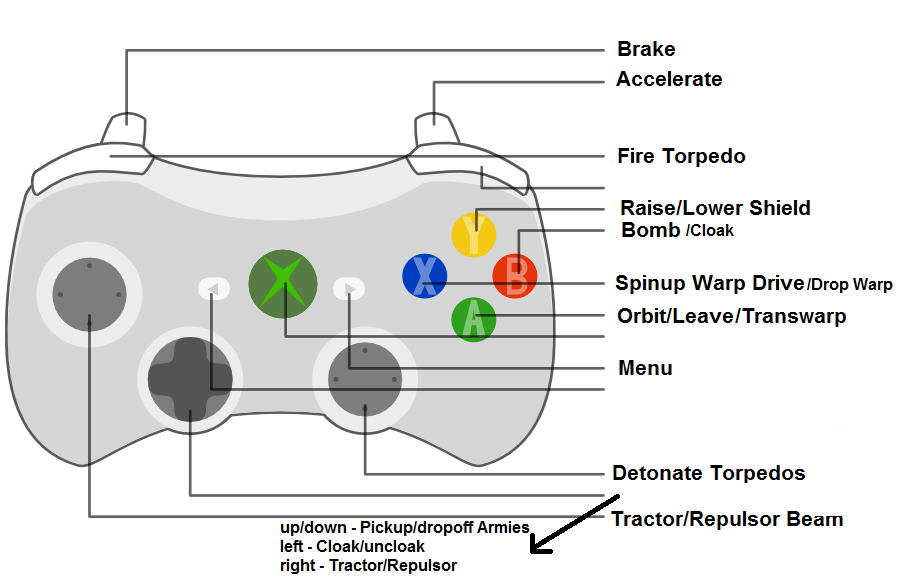 Brake
Accelerate
Fire Torpedo
Raise/Lower Shield
Bomb /Cloak
Spinup Warp Drive/Drop Warp
Orbit/Leave/Transwarp
Menu
Detonate Torpedos
Tractor/Repulsor Beam
up/down - Pickup/dropoff Armies
left - Cloak/uncloak
right - Tractor/Repulsor
Y
X
B
A